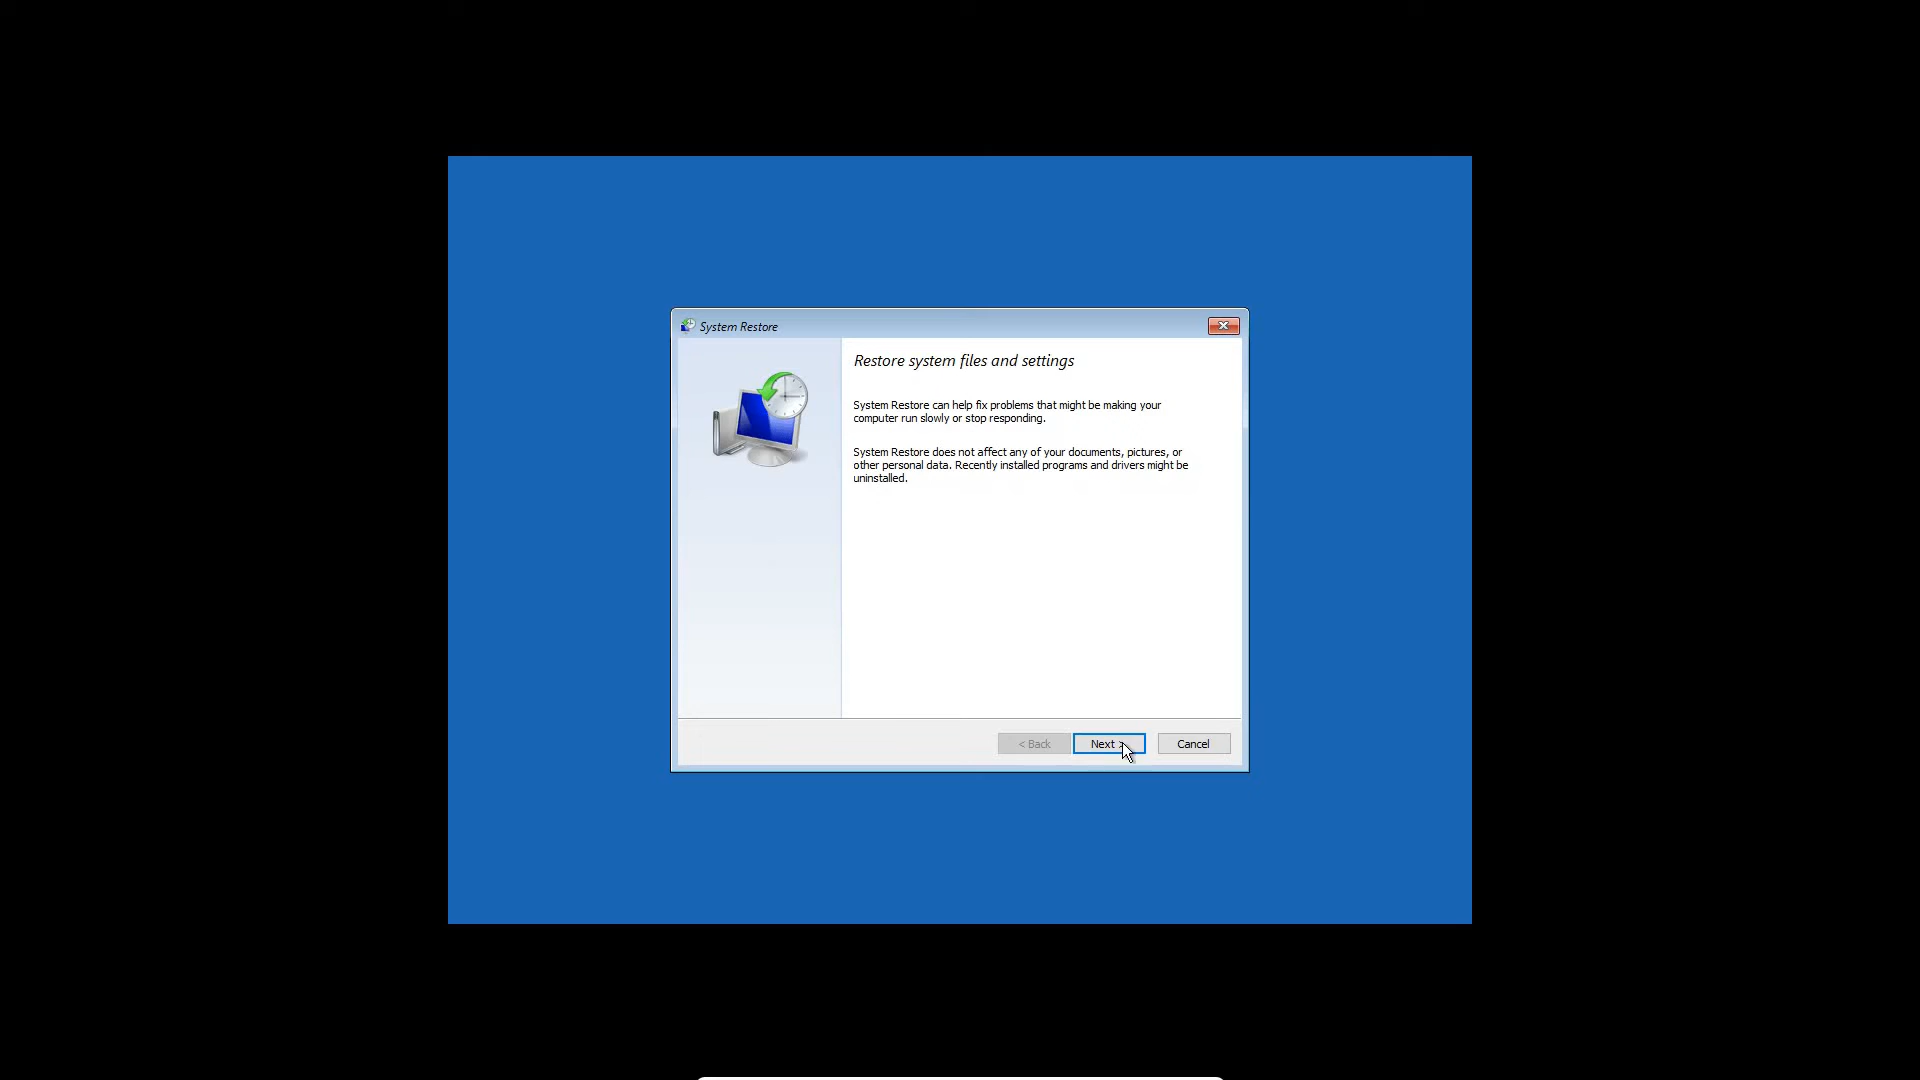 System Restore
Restore system files and settings
System Restore can help fix problems that might be making your
computer run slowly or stop responding.
System Restore does not affect any of your documents, pictures, or
other personal data. Recently installed programs and drivers might be
uninstalled.
< Back
Next >
Cancel